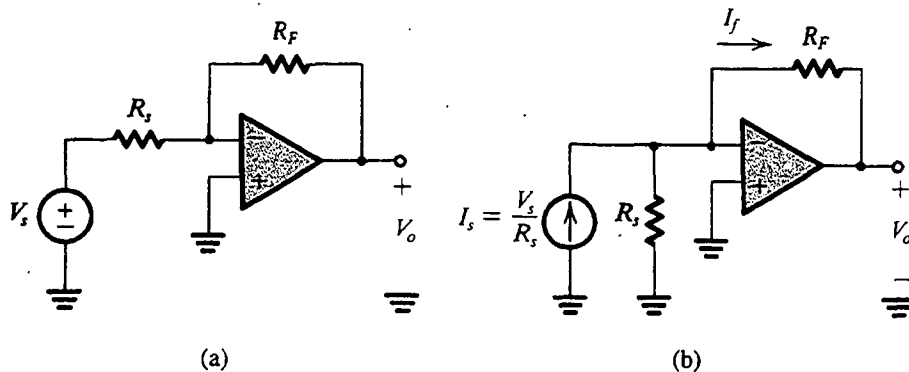 R_F
R_s
V_s
+
−
−
+
+
V_o
(a)
I_f
R_F
I_s = V_s/R_s
R_s
−
+
+
V_o
−
(b)